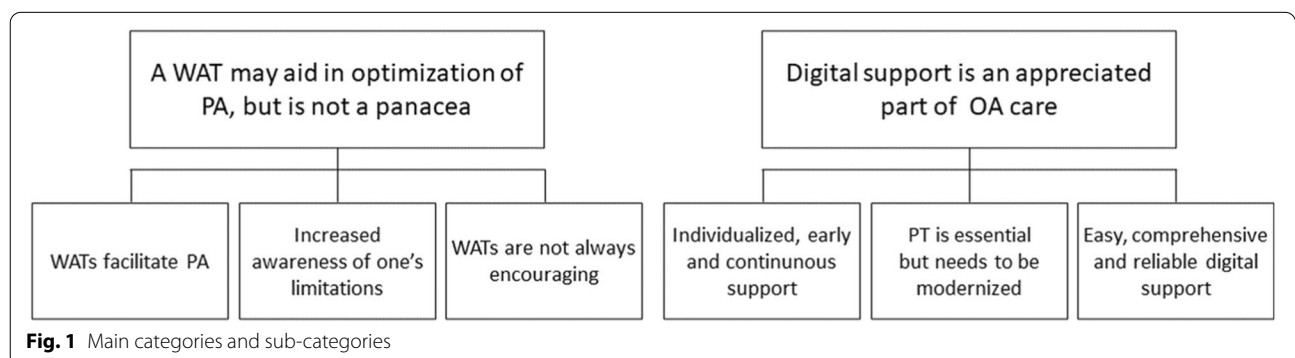 A WAT may aid in optimization of
PA, but is not a panacea
Digital support is an appreciated
part of OA care
WATs facilitate PA
Increased
awareness of one's
limitations
WATs are not always
encouraging
Individualized, early
and continunous
support
PT is essential
but needs to be
modernized
Easy, comprehensive
and reliable digital
support
Fig. 1 Main categories and sub-categories